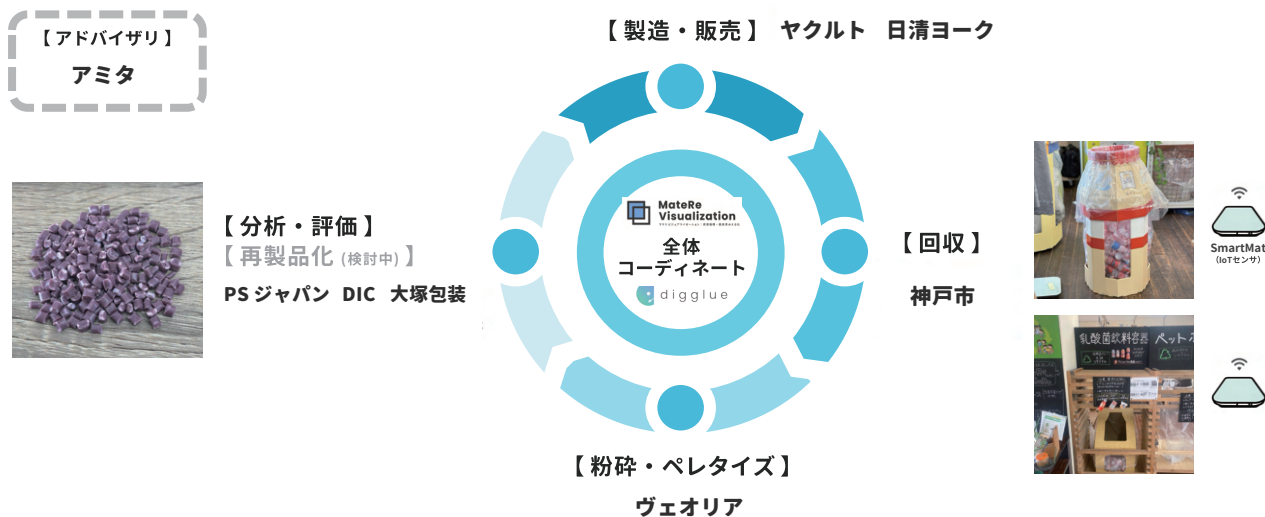 【 アドバイザリ 】
アミタ
【 製造・販売 】 ヤクルト 日清ヨーク
【 分析・評価 】
【 再製品化 (検討中) 】
PS ジャパン DIC 大塚包装
MateRe
Visualization
全体
コーディネート
digglue
【 回収 】
神戸市
SmartMat
(IoTセンサ)
乳酸菌飲料容器
ペットボ
【 粉砕・ペレタイズ 】
ヴェオリア